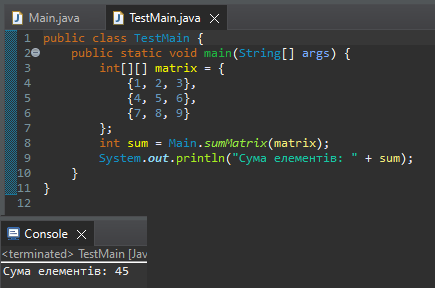 Main.java
TestMain.java
1 public class TestMain {
2 public static void main(String[] args) {
3 int[][] matrix = {
4 {1, 2, 3},
5 {4, 5, 6},
6 {7, 8, 9}
7 };
8 int sum = Main.sumMatrix(matrix);
9 System.out.println("Сума елементів: " + sum);
10 }
11 }
12
Console
<terminated> TestMain [Jav
Сума елементів: 45